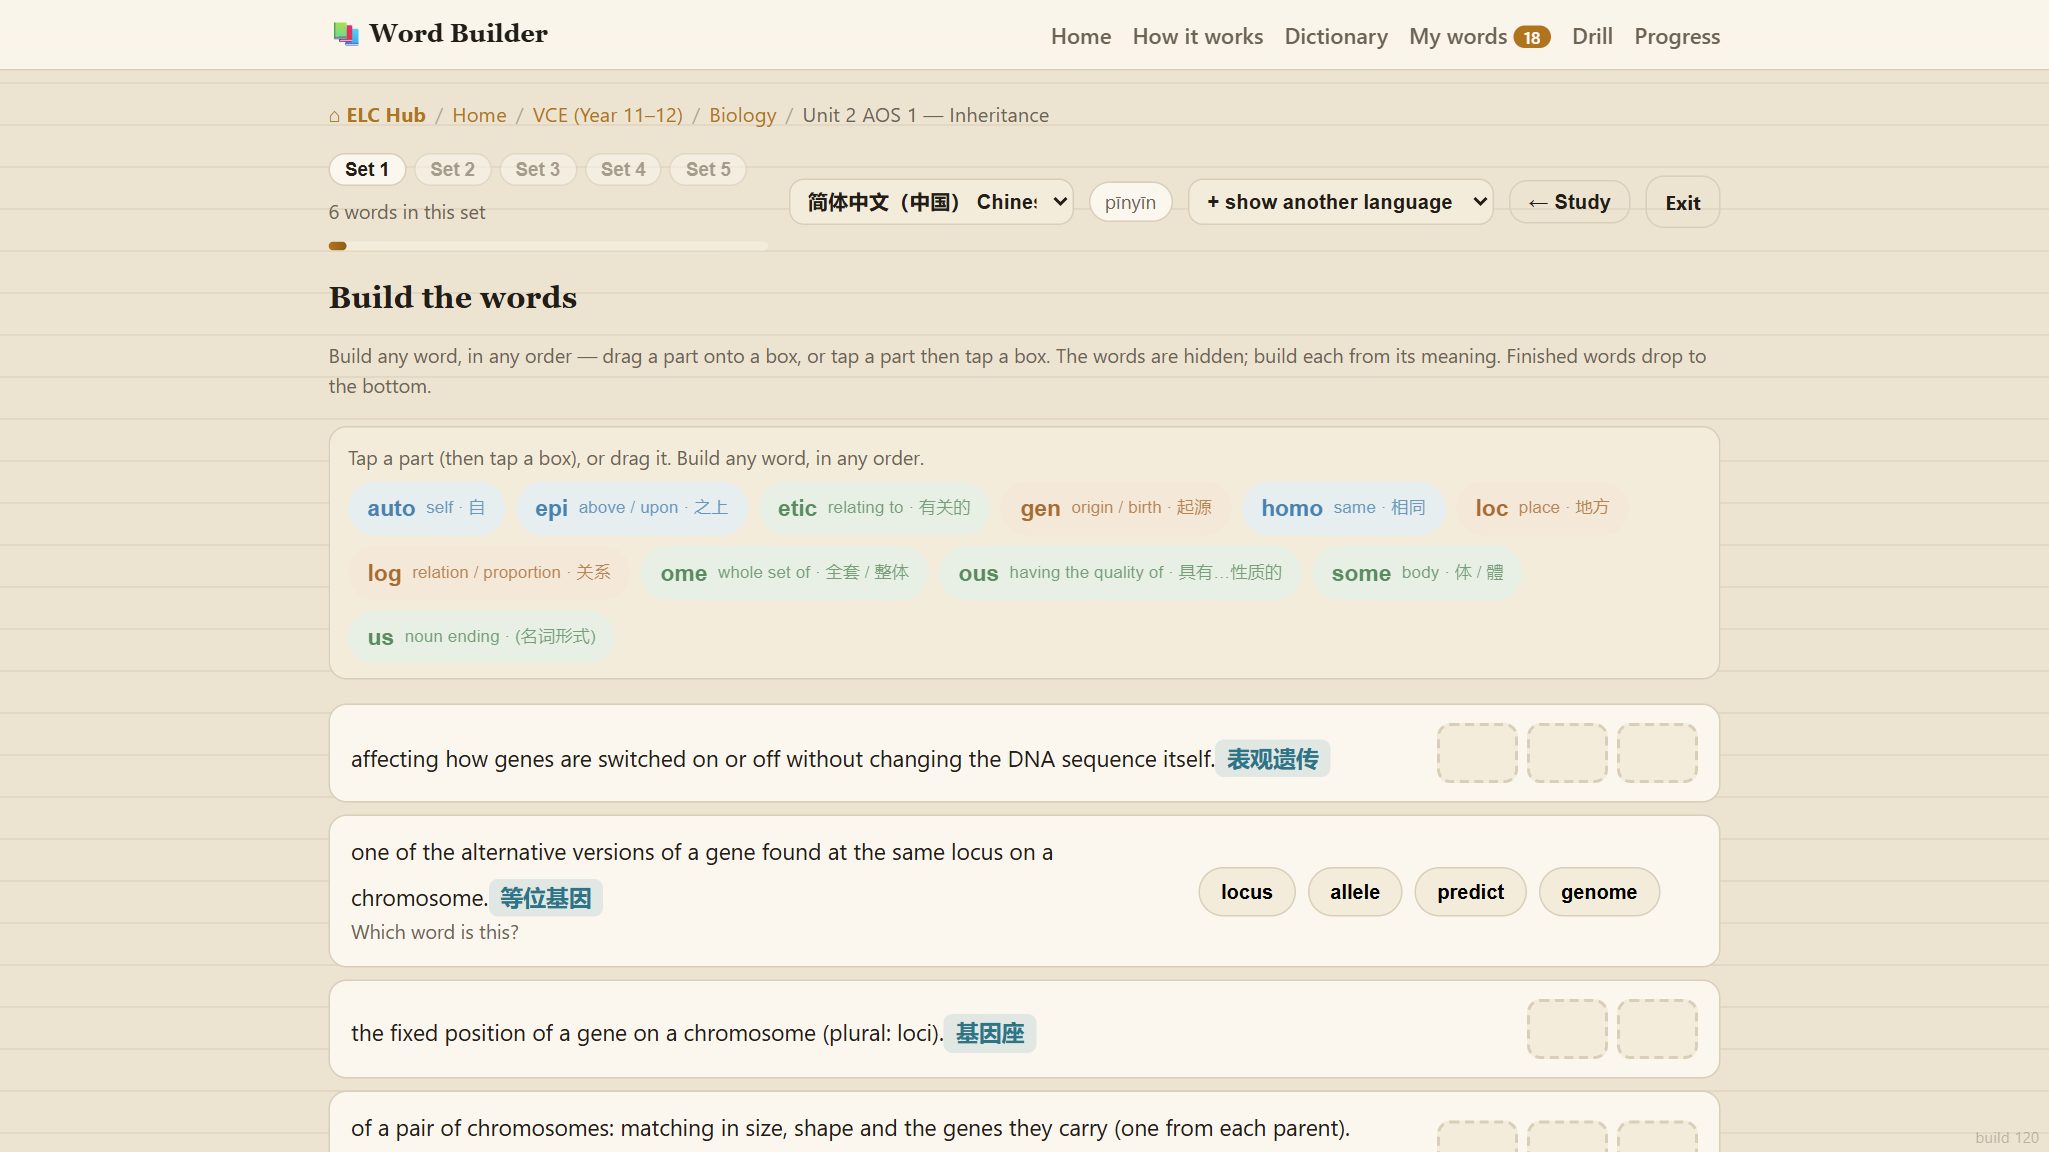 Word Builder
Home How it works Dictionary My words 18 Drill Progress
⌂ ELC Hub / Home / VCE (Year 11–12) / Biology / Unit 2 AOS 1 — Inheritance
Set 1 Set 2 Set 3 Set 4 Set 5
6 words in this set
简体中文（中国） Chines
pīnyīn
+ show another language
← Study
Exit
Build the words
Build any word, in any order — drag a part onto a box, or tap a part then tap a box. The words are hidden; build each from its meaning. Finished words drop to
the bottom.
Tap a part (then tap a box), or drag it. Build any word, in any order.
auto self · 自 epi above / upon · 之上 etic relating to · 有关的 gen origin / birth · 起源 homo same · 相同 loc place · 地方
log relation / proportion · 关系 ome whole set of · 全套 / 整体 ous having the quality of · 具有…性质的 some body · 体 / 體
us noun ending · (名词形式)
affecting how genes are switched on or off without changing the DNA sequence itself. 表观遗传
one of the alternative versions of a gene found at the same locus on a
chromosome. 等位基因
Which word is this?
locus allele predict genome
the fixed position of a gene on a chromosome (plural: loci). 基因座
of a pair of chromosomes: matching in size, shape and the genes they carry (one from each parent).
build 120